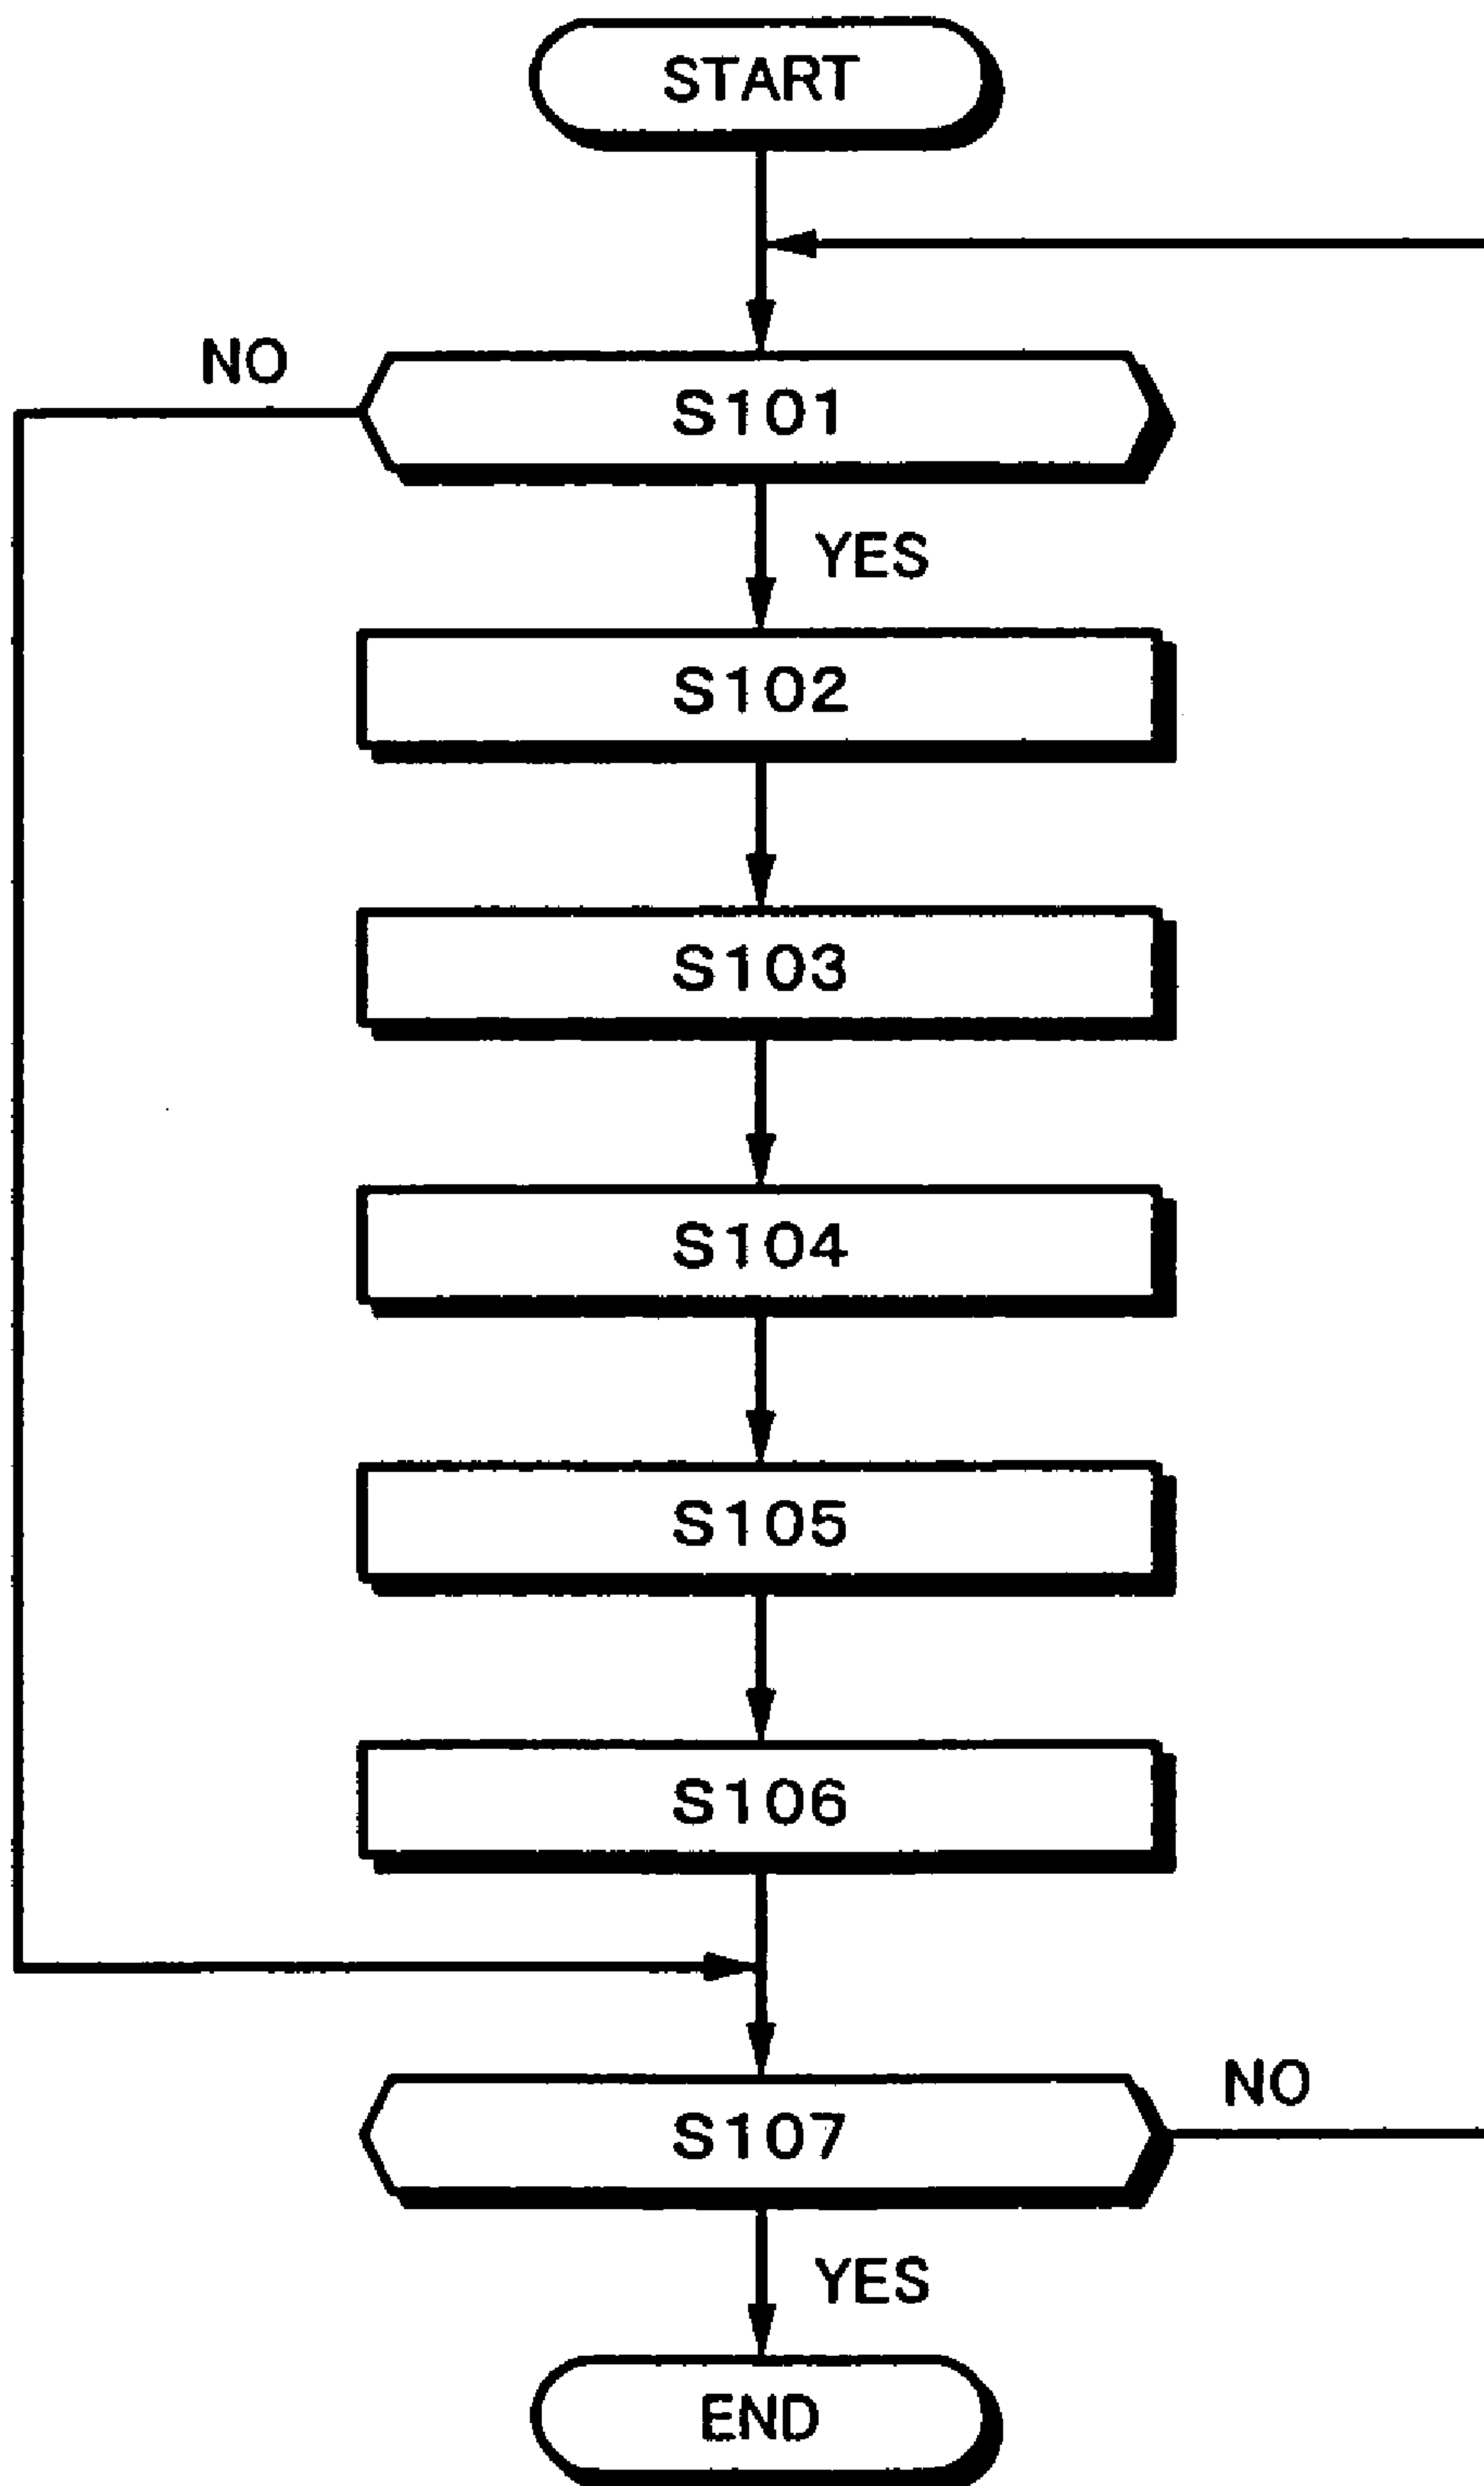 START
NO
S101
YES
S102
S103
S104
S105
S106
NO
S107
YES
END